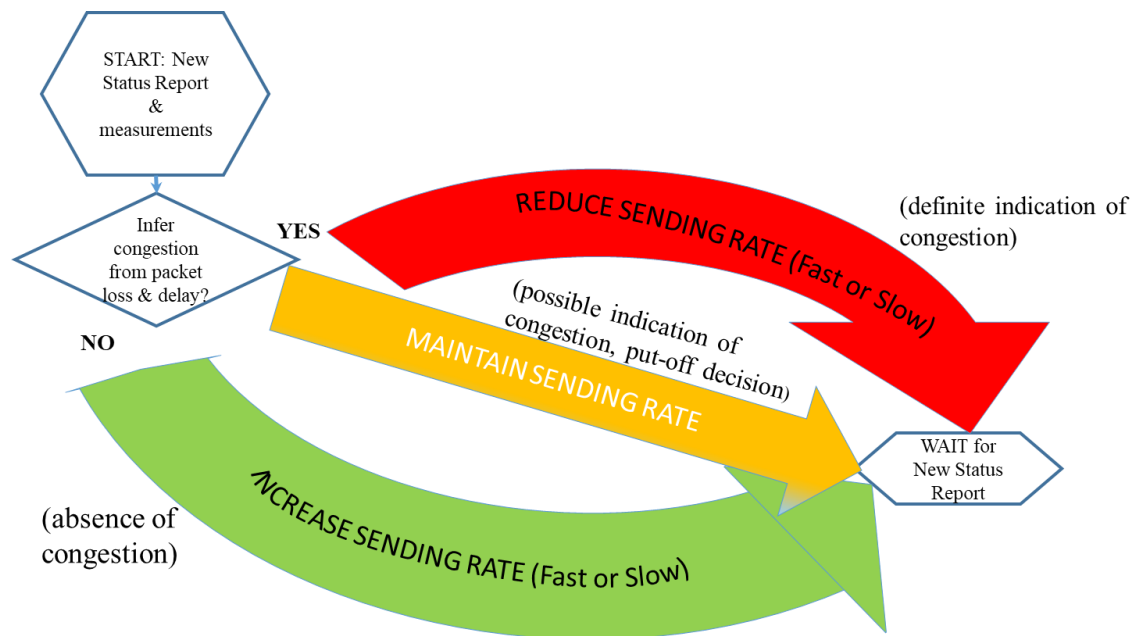 START: New
Status Report
&
measurements
Infer
congestion
from packet
loss & delay?
YES
REDUCE SENDING RATE (Fast or Slow)
(definite indication of
congestion)
(possible indication of
congestion, put-off decision)
MAINTAIN SENDING RATE
NO
INCREASE SENDING RATE (Fast or Slow)
(absence of
congestion)
WAIT for
New Status
Report